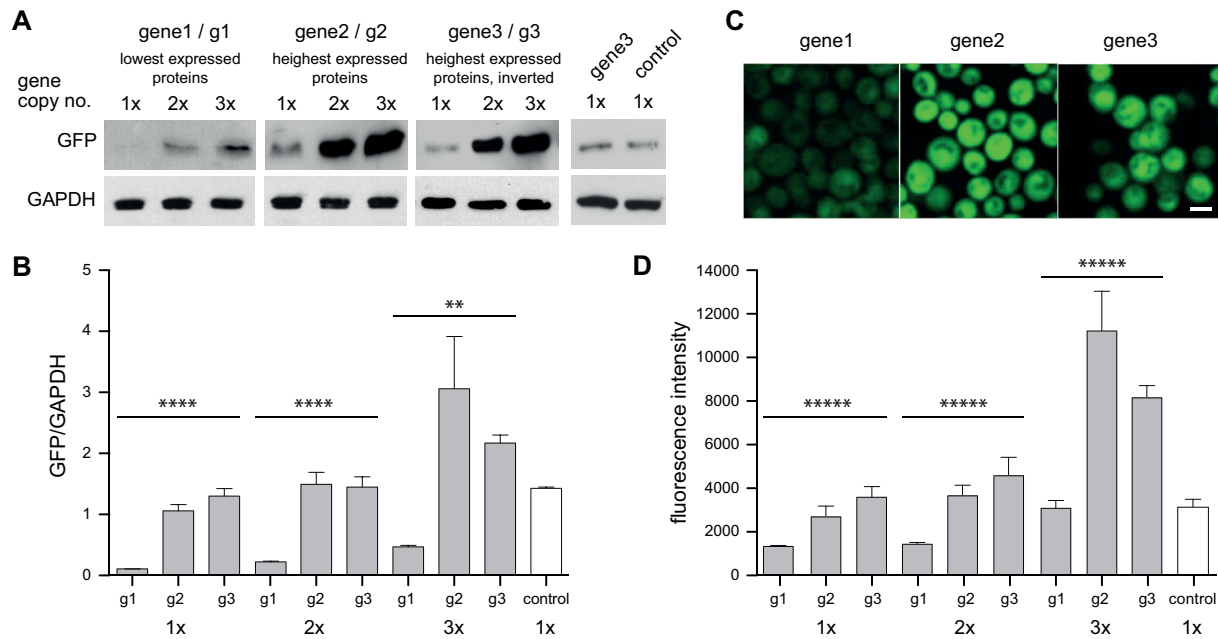 A
gene1 / g1
gene2 / g2
gene3 / g3
gene3
control
lowest expressed
proteins
heighest expressed
proteins
heighest expressed
proteins, inverted
gene
copy no.
1x 2x 3x 1x 2x 3x 1x 2x 3x 1x 1x
GFP
GAPDH
B
5
4
3
2
1
0
GFP/GAPDH
****
****
**
g1 g2 g3 g1 g2 g3 g1 g2 g3 control
1x 2x 3x 1x
C
gene1 gene2 gene3
D
14000
12000
10000
8000
6000
4000
2000
0
fluorescence intensity
*****
*****
*****
g1 g2 g3 g1 g2 g3 g1 g2 g3 control
1x 2x 3x 1x